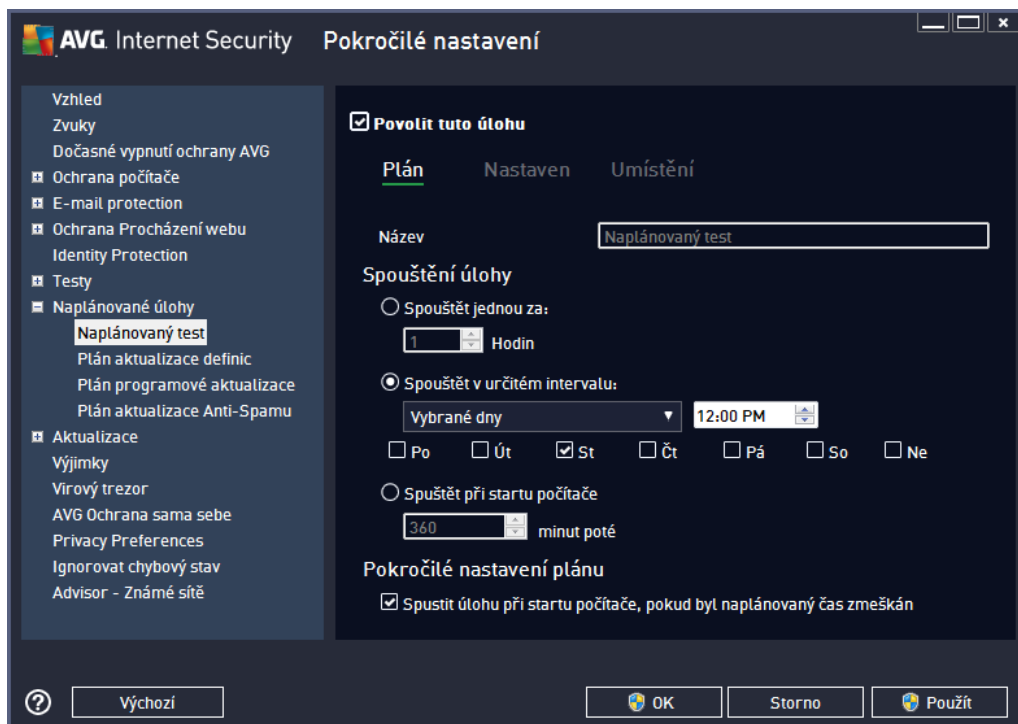 AVG. Internet Security Pokročilé nastavení
Vzhled
Zvuky
Dočasné vypnutí ochrany AVG
Ochrana počítače
E-mail protection
Ochrana Procházení webu
Identity Protection
Testy
Naplánované úlohy
Naplánovaný test
Plán aktualizace definic
Plán programové aktualizace
Plán aktualizace Anti-Spamu
Aktualizace
Výjimky
Virový trezor
AVG Ochrana sama sebe
Privacy Preferences
Ignorovat chybový stav
Advisor - Známé sítě
Povolit tuto úlohu
Plán Nastaven Umístění
Název Naplánovaný test
Spouštění úlohy
Spouštět jednou za:
1 Hodin
Spouštět v určitém intervalu:
Vybrané dny 12:00 PM
Po Út St Čt Pá So Ne
Spuštět při startu počítače
360 minut poté
Pokročilé nastavení plánu
Spustit úlohu při startu počítače, pokud byl naplánovaný čas zmeškán
? Výchozí OK Storno Použít